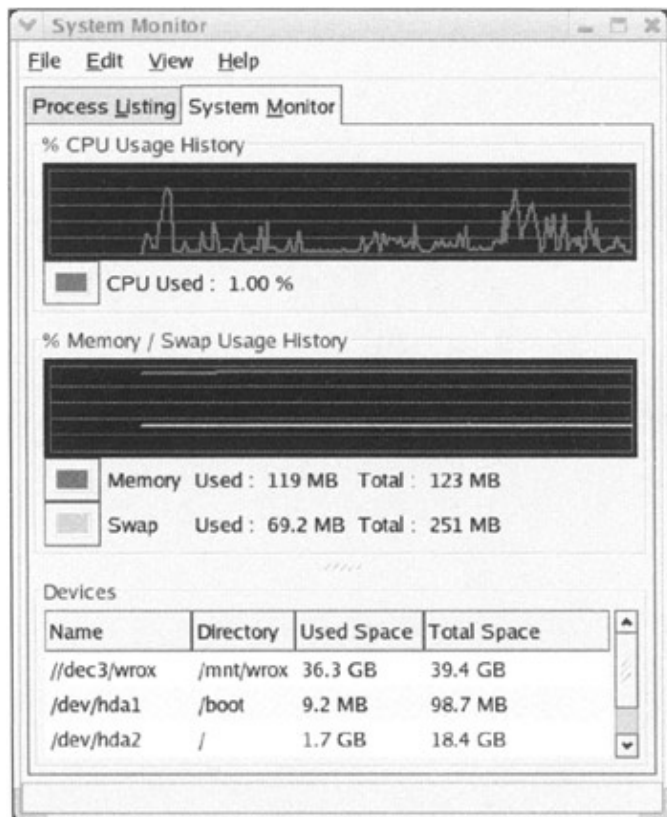 System Monitor
File Edit View Help
Process Listing System Monitor
% CPU Usage History
CPU Used : 1.00 %
% Memory / Swap Usage History
Memory Used : 119 MB Total : 123 MB
Swap Used : 69.2 MB Total : 251 MB
Devices
Name Directory Used Space Total Space
//dec3/wrox /mnt/wrox 36.3 GB 39.4 GB
/dev/hda1 /boot 9.2 MB 98.7 MB
/dev/hda2 / 1.7 GB 18.4 GB